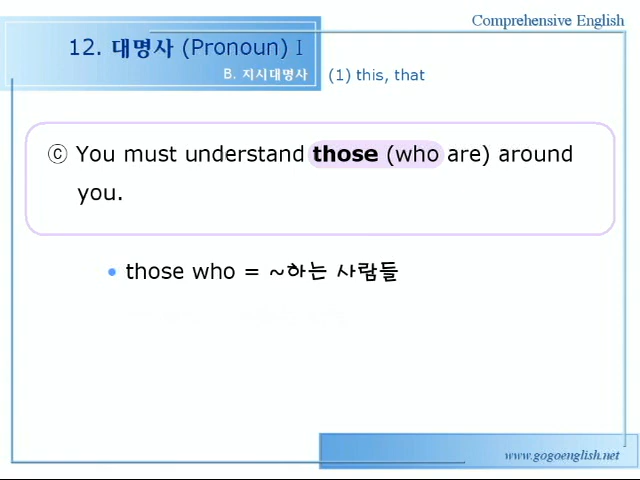 Comprehensive English
12. 대명사 (Pronoun) I
B. 지시대명사
(1) this, that
ⓒ You must understand those (who are) around
you.
• those who = ~하는 사람들
www.gogoenglish.net